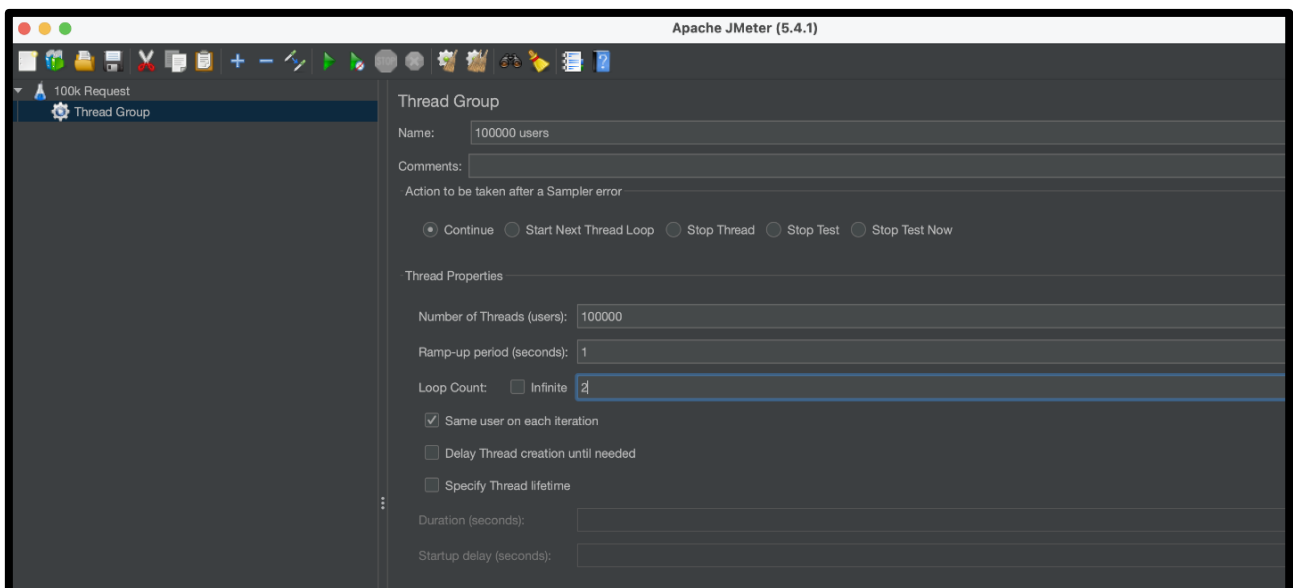 Apache JMeter (5.4.1)
STOP
?
100k Request
Thread Group
Thread Group
Name: 100000 users
Comments:
Action to be taken after a Sampler error
Continue Start Next Thread Loop Stop Thread Stop Test Stop Test Now
Thread Properties
Number of Threads (users): 100000
Ramp-up period (seconds): 1
Loop Count: Infinite 2
Same user on each iteration
Delay Thread creation until needed
Specify Thread lifetime
Duration (seconds):
Startup delay (seconds):